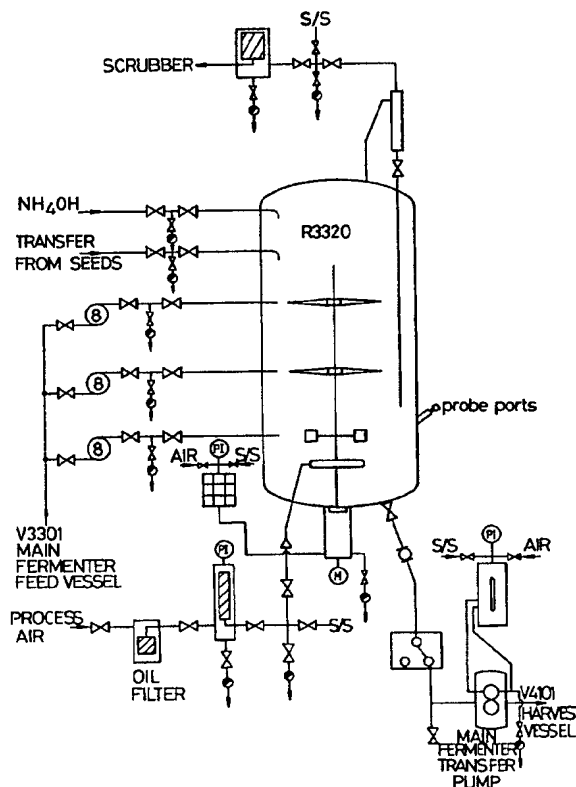 S/S
SCRUBBER
NH₄OH
R3320
TRANSFER
FROM SEEDS
8
8
probe ports
8
PI
AIR
S/S
V3301
MAIN
FERMENTER
FEED VESSEL
PI
PI
S/S
AIR
M
PROCESS
AIR
S/S
OIL
FILTER
V4101
HARVEST
VESSEL
MAIN
FERMENTER
TRANSFER
PUMP